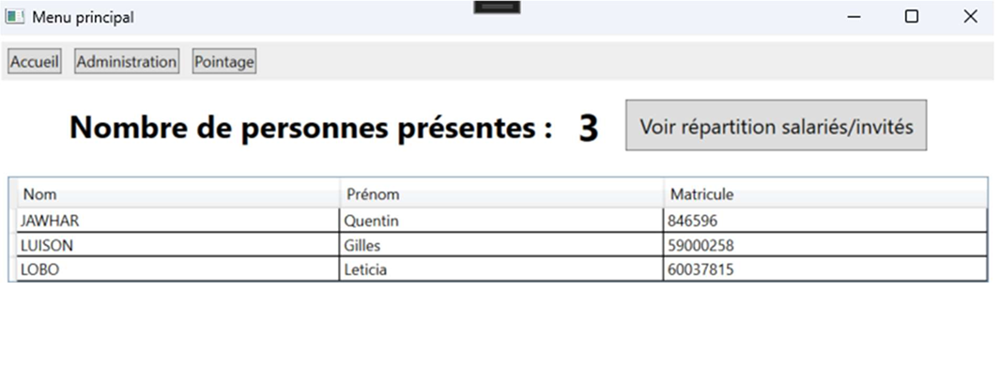 Menu principal
Accueil Administration Pointage
Nombre de personnes présentes : 3 Voir répartition salariés/invités
Nom Prénom Matricule
JAWHAR Quentin 846596
LUISON Gilles 59000258
LOBO Leticia 60037815